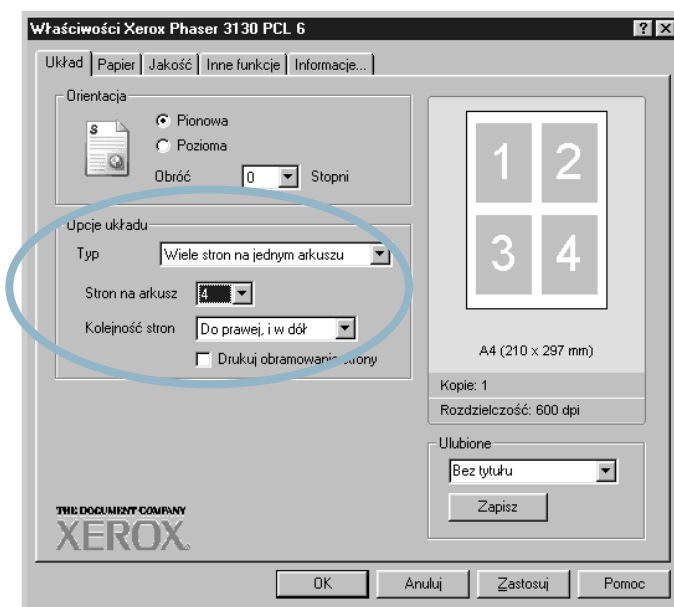 Właściwości Xerox Phaser 3130 PCL 6
Układ Papier Jakość Inne funkcje Informacje...
Orientacja
S
Pionowa
Pozioma
Obróć 0 Stopni
Opcje układu
Typ Wiele stron na jednym arkuszu
Stron na arkusz 4
Kolejność stron Do prawej, i w dół
Drukuj obramowanie strony
1 2
3 4
A4 (210 x 297 mm)
Kopie: 1
Rozdzielczość: 600 dpi
Ulubione
Bez tytułu
Zapisz
THE DOCUMENT COMPANY
XEROX
OK Anuluj Zastosuj Pomoc